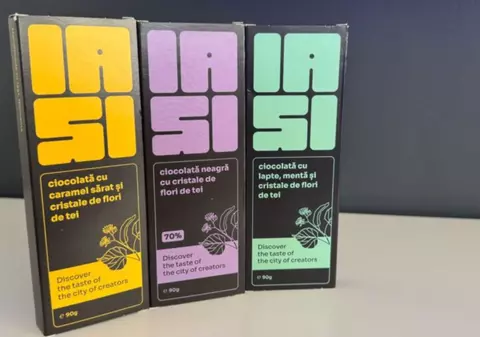 IA
SI
ciocolată cu
caramel sărat și
cristale de flori
de tei
Discover
the taste of
the city of creators
℮ 90g
IA
SI
ciocolată neagră
cu cristale de
flori de tei
70%
Discover
the taste of
the city of creators
℮ 90g
IA
SI
ciocolată cu
lapte, mentă și
cristale de flori
de tei
Discover
the taste of
the city of creators
℮ 90g